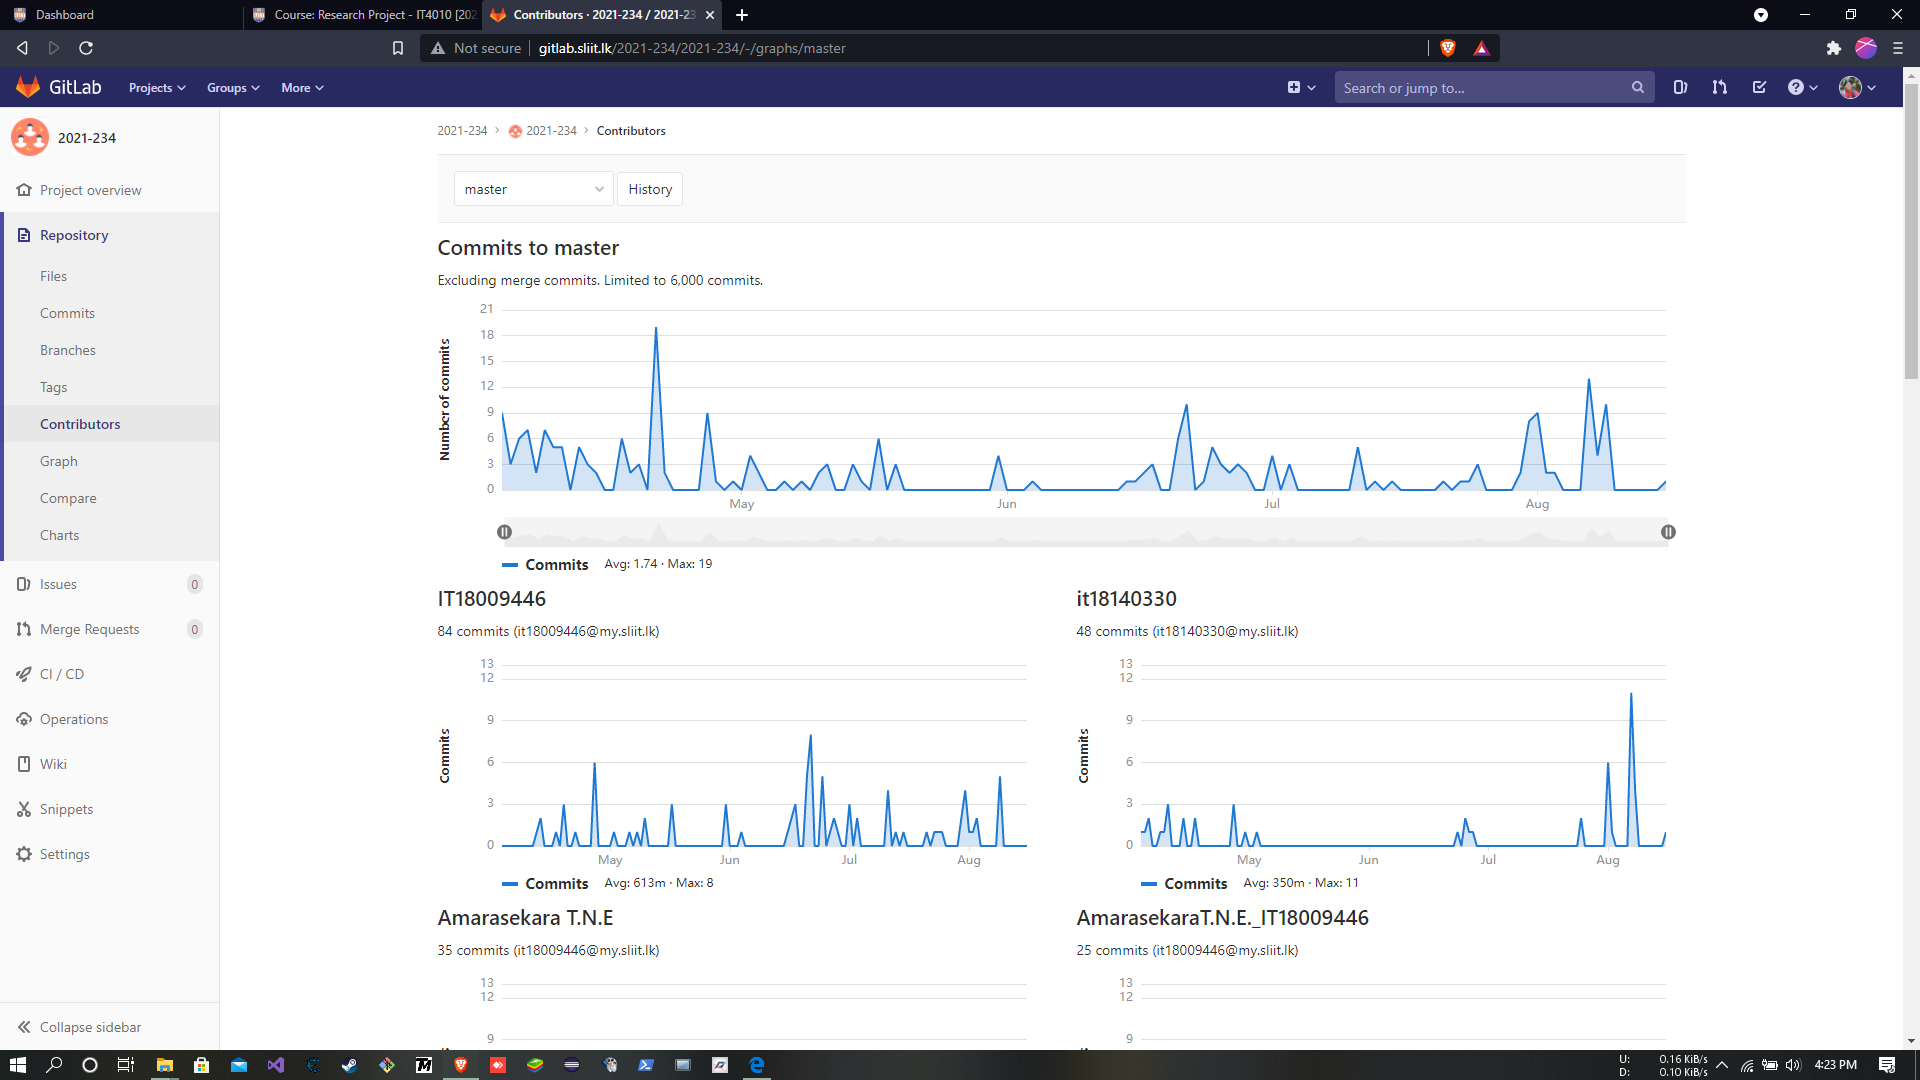 Dashboard
Course: Research Project - IT4010 [202
Contributors · 2021-234 / 2021-23
Not secure
gitlab.sliit.lk/2021-234/2021-234/-/graphs/master
GitLab
Projects
Groups
More
Search or jump to...
2021-234
Project overview
Repository
Files
Commits
Branches
Tags
Contributors
Graph
Compare
Charts
Issues 0
Merge Requests 0
CI / CD
Operations
Wiki
Snippets
Settings
Collapse sidebar
2021-234 > 2021-234 > Contributors
master
History
Commits to master
Excluding merge commits. Limited to 6,000 commits.
Number of commits
21
18
15
12
9
6
3
0
May Jun Jul Aug
Commits Avg: 1.74 · Max: 19
IT18009446
84 commits (it18009446@my.sliit.lk)
Commits
13
12
9
6
3
0
May Jun Jul Aug
Commits Avg: 613m · Max: 8
it18140330
48 commits (it18140330@my.sliit.lk)
Commits
13
12
9
6
3
0
May Jun Jul Aug
Commits Avg: 350m · Max: 11
Amarasekara T.N.E
35 commits (it18009446@my.sliit.lk)
13
12
9
AmarasekaraT.N.E._IT18009446
25 commits (it18009446@my.sliit.lk)
13
12
9
U: 0.16 KiB/s
D: 0.10 KiB/s
4:23 PM